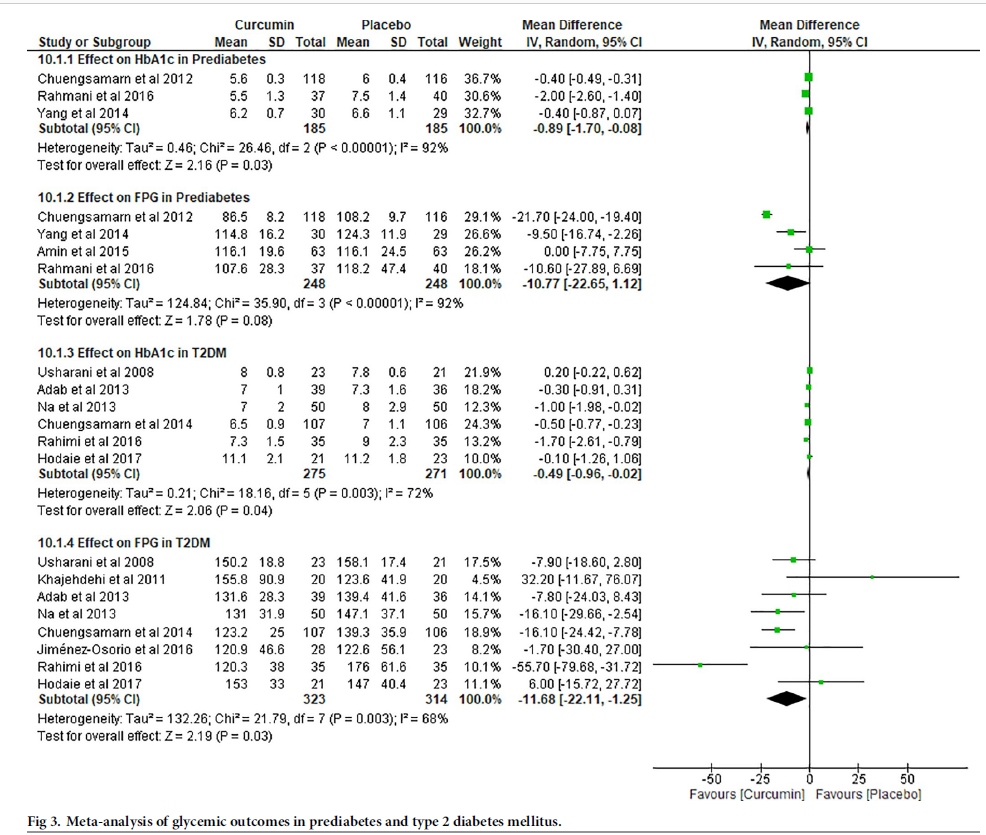 Curcumin Placebo Mean Difference Mean Difference
Study or Subgroup Mean SD Total Mean SD Total Weight IV, Random, 95% CI IV, Random, 95% CI
10.1.1 Effect on HbA1c in Prediabetes
Chuengsamarn et al 2012 5.6 0.3 118 6 0.4 116 36.7% -0.40 [-0.49, -0.31]
Rahmani et al 2016 5.5 1.3 37 7.5 1.4 40 30.6% -2.00 [-2.60, -1.40]
Yang et al 2014 6.2 0.7 30 6.6 1.1 29 32.7% -0.40 [-0.87, 0.07]
Subtotal (95% CI) 185 185 100.0% -0.89 [-1.70, -0.08]
Heterogeneity: Tau² = 0.46; Chi² = 26.46, df = 2 (P < 0.00001); I² = 92%
Test for overall effect: Z = 2.16 (P = 0.03)
10.1.2 Effect on FPG in Prediabetes
Chuengsamarn et al 2012 86.5 8.2 118 108.2 9.7 116 29.1% -21.70 [-24.00, -19.40]
Yang et al 2014 114.8 16.2 30 124.3 11.9 29 26.6% -9.50 [-16.74, -2.26]
Amin et al 2015 116.1 19.6 63 116.1 24.5 63 26.2% 0.00 [-7.75, 7.75]
Rahmani et al 2016 107.6 28.3 37 118.2 47.4 40 18.1% -10.60 [-27.89, 6.69]
Subtotal (95% CI) 248 248 100.0% -10.77 [-22.65, 1.12]
Heterogeneity: Tau² = 124.84; Chi² = 35.90, df = 3 (P < 0.00001); I² = 92%
Test for overall effect: Z = 1.78 (P = 0.08)
10.1.3 Effect on HbA1c in T2DM
Usharani et al 2008 8 0.8 23 7.8 0.6 21 21.9% 0.20 [-0.22, 0.62]
Adab et al 2013 7 1 39 7.3 1.6 36 18.2% -0.30 [-0.91, 0.31]
Na et al 2013 7 2 50 8 2.9 50 12.3% -1.00 [-1.98, -0.02]
Chuengsamarn et al 2014 6.5 0.9 107 7 1.1 106 24.3% -0.50 [-0.77, -0.23]
Rahimi et al 2016 7.3 1.5 35 9 2.3 35 13.2% -1.70 [-2.61, -0.79]
Hodaie et al 2017 11.1 2.1 21 11.2 1.8 23 10.0% -0.10 [-1.26, 1.06]
Subtotal (95% CI) 275 271 100.0% -0.49 [-0.96, -0.02]
Heterogeneity: Tau² = 0.21; Chi² = 18.16, df = 5 (P = 0.003); I² = 72%
Test for overall effect: Z = 2.06 (P = 0.04)
10.1.4 Effect on FPG in T2DM
Usharani et al 2008 150.2 18.8 23 158.1 17.4 21 17.5% -7.90 [-18.60, 2.80]
Khajehdehi et al 2011 155.8 90.9 20 123.6 41.9 20 4.5% 32.20 [-11.67, 76.07]
Adab et al 2013 131.6 28.3 39 139.4 41.6 36 14.1% -7.80 [-24.03, 8.43]
Na et al 2013 131 31.9 50 147.1 37.1 50 15.7% -16.10 [-29.66, -2.54]
Chuengsamarn et al 2014 123.2 25 107 139.3 35.9 106 18.9% -16.10 [-24.42, -7.78]
Jiménez-Osorio et al 2016 120.9 46.6 28 122.6 56.1 23 8.2% -1.70 [-30.40, 27.00]
Rahimi et al 2016 120.3 38 35 176 61.6 35 10.1% -55.70 [-79.68, -31.72]
Hodaie et al 2017 153 33 21 147 40.4 23 11.1% 6.00 [-15.72, 27.72]
Subtotal (95% CI) 323 314 100.0% -11.68 [-22.11, -1.25]
Heterogeneity: Tau² = 132.26; Chi² = 21.79, df = 7 (P = 0.003); I² = 68%
Test for overall effect: Z = 2.19 (P = 0.03)
-50 -25 0 25 50
Favours [Curcumin] Favours [Placebo]
Fig 3. Meta-analysis of glycemic outcomes in prediabetes and type 2 diabetes mellitus.